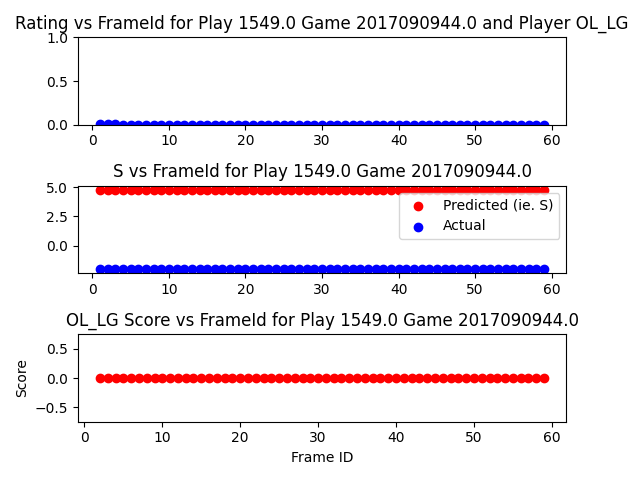 Rating vs FrameId for Play 1549.0 Game 2017090944.0 and Player OL_LG
1.0
0.5
0.0
0 10 20 30 40 50 60
S vs FrameId for Play 1549.0 Game 2017090944.0
5.0
2.5
0.0
Predicted (ie. S)
Actual
0 10 20 30 40 50 60
OL_LG Score vs FrameId for Play 1549.0 Game 2017090944.0
Score
0.5
0.0
−0.5
0 10 20 30 40 50 60
Frame ID